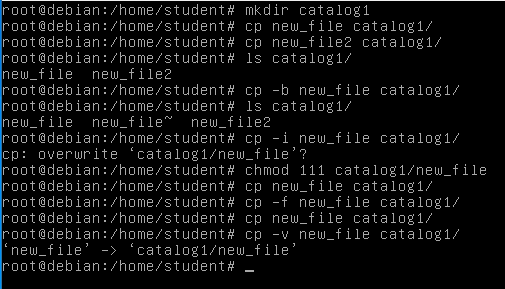 root@debian:/home/student# mkdir catalog1
root@debian:/home/student# cp new_file catalog1/
root@debian:/home/student# cp new_file2 catalog1/
root@debian:/home/student# ls catalog1/
new_file  new_file2
root@debian:/home/student# cp -b new_file catalog1/
root@debian:/home/student# ls catalog1/
new_file  new_file~  new_file2
root@debian:/home/student# cp -i new_file catalog1/
cp: overwrite ‘catalog1/new_file’?
root@debian:/home/student# chmod 111 catalog1/new_file
root@debian:/home/student# cp new_file catalog1/
root@debian:/home/student# cp -f new_file catalog1/
root@debian:/home/student# cp new_file catalog1/
root@debian:/home/student# cp -v new_file catalog1/
‘new_file’ -> ‘catalog1/new_file’
root@debian:/home/student# _